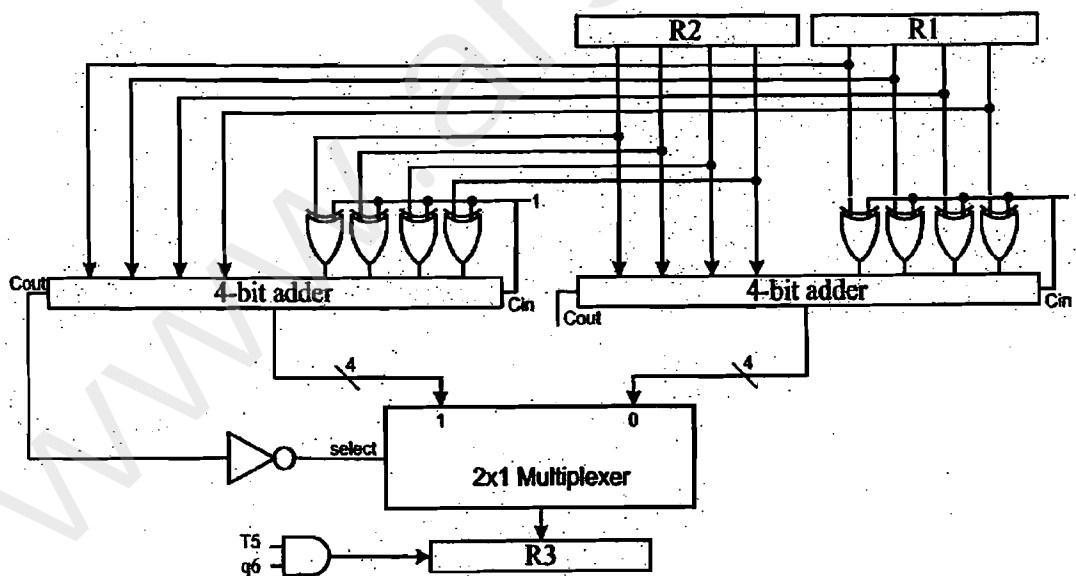 R2
R1
1
Cout
4-bit adder
Cin
4-bit adder
Cout
Cin
4
4
1
0
select
2x1 Multiplexer
T5
q6
R3